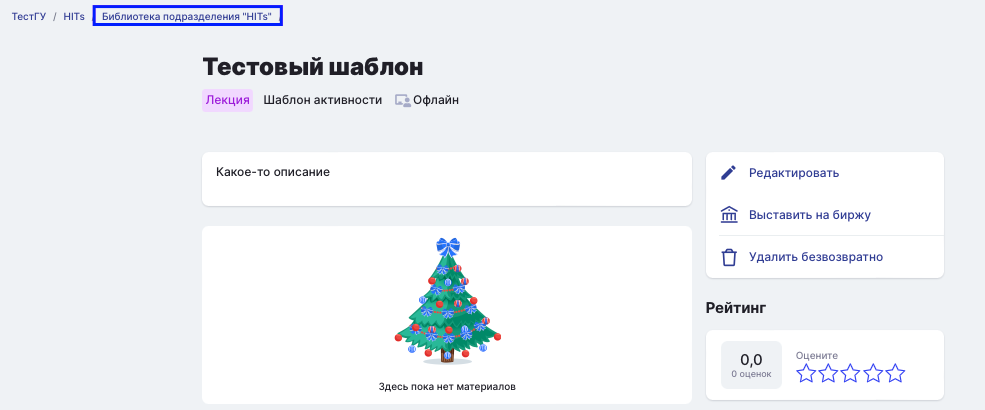 ТестГУ / HITs / Библиотека подразделения "HITs" /
Тестовый шаблон
Лекция Шаблон активности Офлайн
Какое-то описание
Здесь пока нет материалов
Редактировать
Выставить на биржу
Удалить безвозвратно
Рейтинг
0,0
0 оценок
Оцените